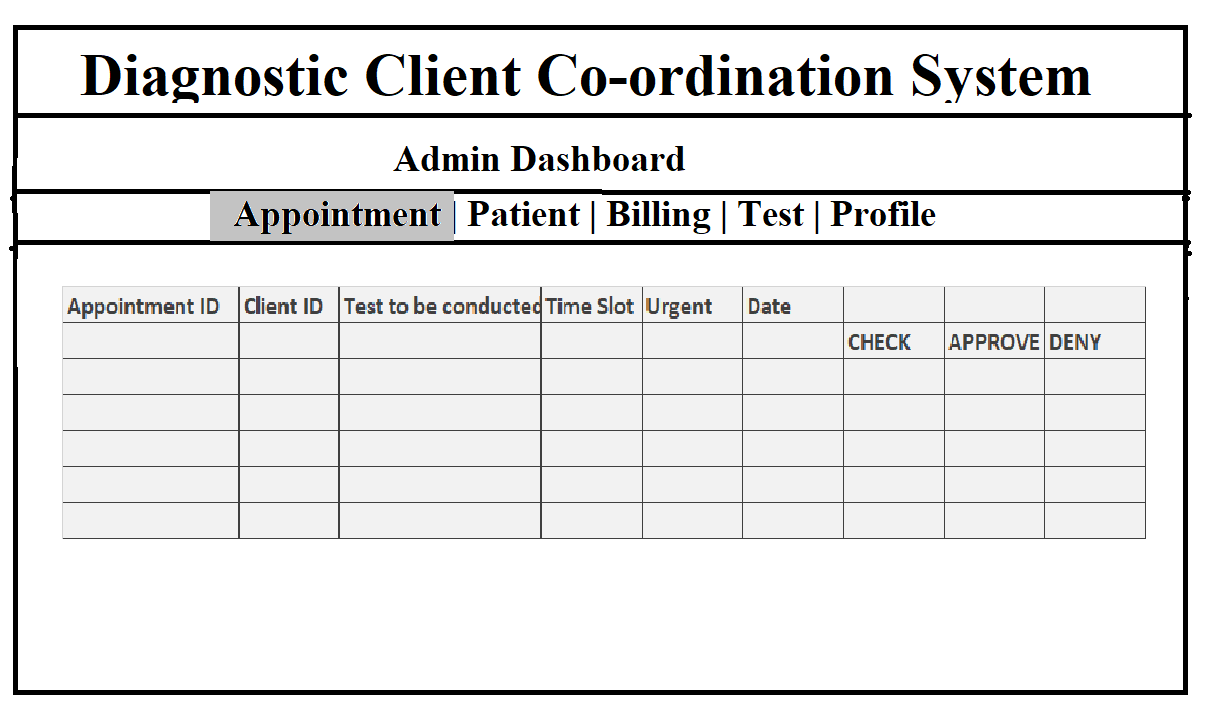 Diagnostic Client Co-ordination System
Admin Dashboard
Appointment | Patient | Billing | Test | Profile
Appointment ID Client ID Test to be conducted Time Slot Urgent Date
CHECK APPROVE DENY